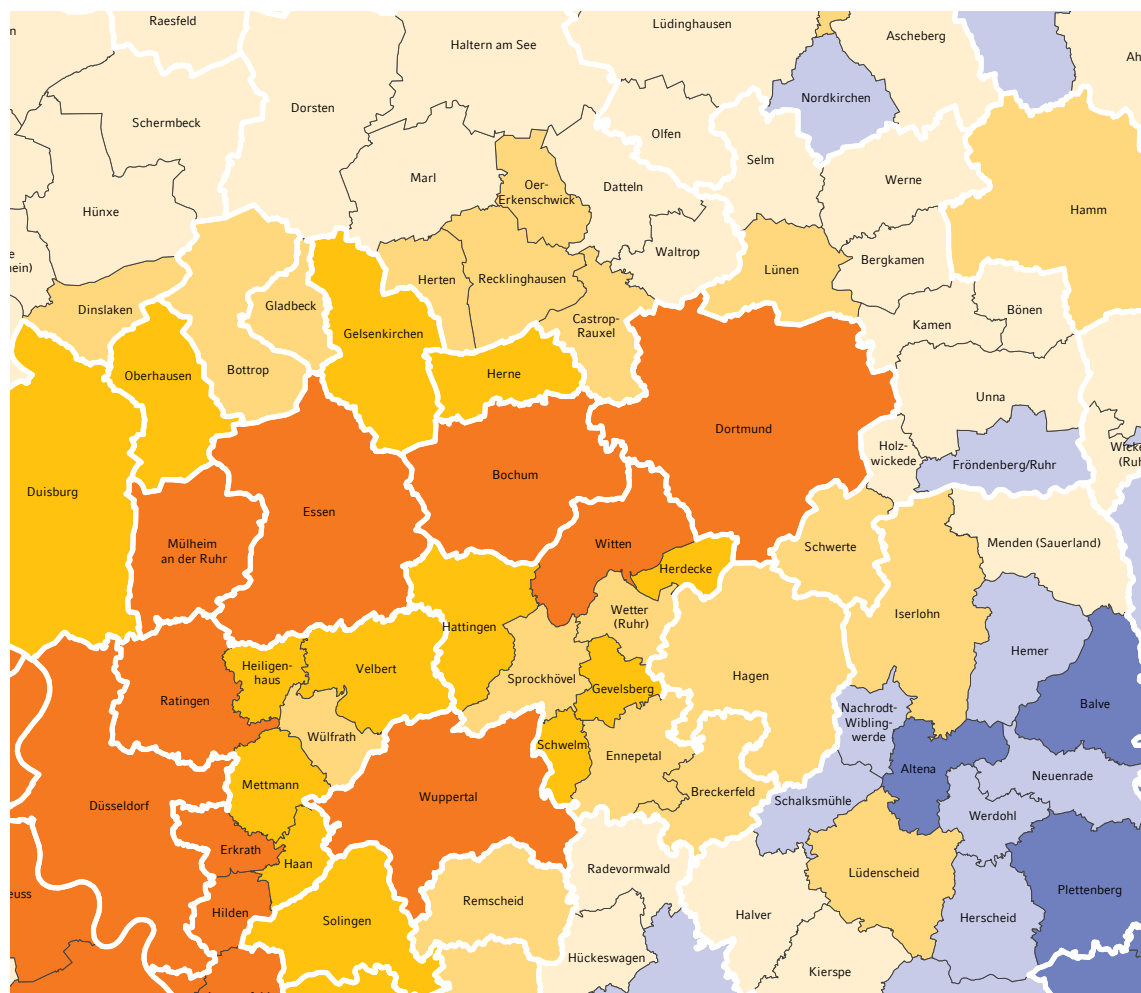 Raesfeld
Lüdinghausen
Ascheberg
Haltern am See
Nordkirchen
Dorsten
Schermbeck
Olfen
Selm
Marl
Oer-
Erkenschwick
Datteln
Werne
Hünxe
Hamm
Waltrop
Bergkamen
Lünen
Herten
Recklinghausen
Dinslaken
Gladbeck
Castrop-
Rauxel
Gelsenkirchen
Kamen
Bönen
Oberhausen
Bottrop
Herne
Unna
Dortmund
Holz-
wickede
Fröndenberg/Ruhr
Bochum
Duisburg
Essen
Mülheim
an der Ruhr
Witten
Schwerte
Menden (Sauerland)
Herdecke
Wetter
(Ruhr)
Iserlohn
Hattingen
Hemer
Heiligen-
haus
Velbert
Sprockhövel
Gevelsberg
Hagen
Ratingen
Nachrodt-
Wibling-
werde
Balve
Wülfrath
Schwelm
Ennepetal
Altena
Neuenrade
Mettmann
Wuppertal
Breckerfeld
Schalksmühle
Düsseldorf
Werdohl
Erkrath
Haan
Radevormwald
Lüdenscheid
Plettenberg
euss
Hilden
Solingen
Remscheid
Halver
Herscheid
Hückeswagen
Kierspe